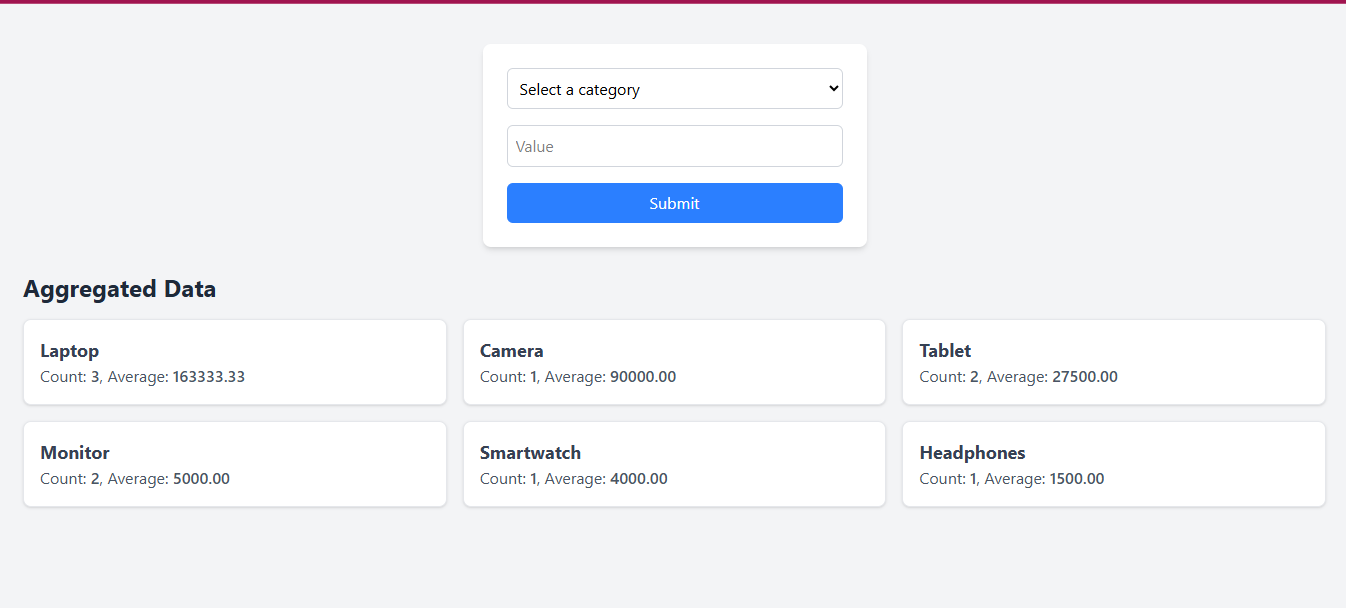 Select a category
Value
Submit
Aggregated Data
Laptop
Count: 3, Average: 163333.33
Camera
Count: 1, Average: 90000.00
Tablet
Count: 2, Average: 27500.00
Monitor
Count: 2, Average: 5000.00
Smartwatch
Count: 1, Average: 4000.00
Headphones
Count: 1, Average: 1500.00